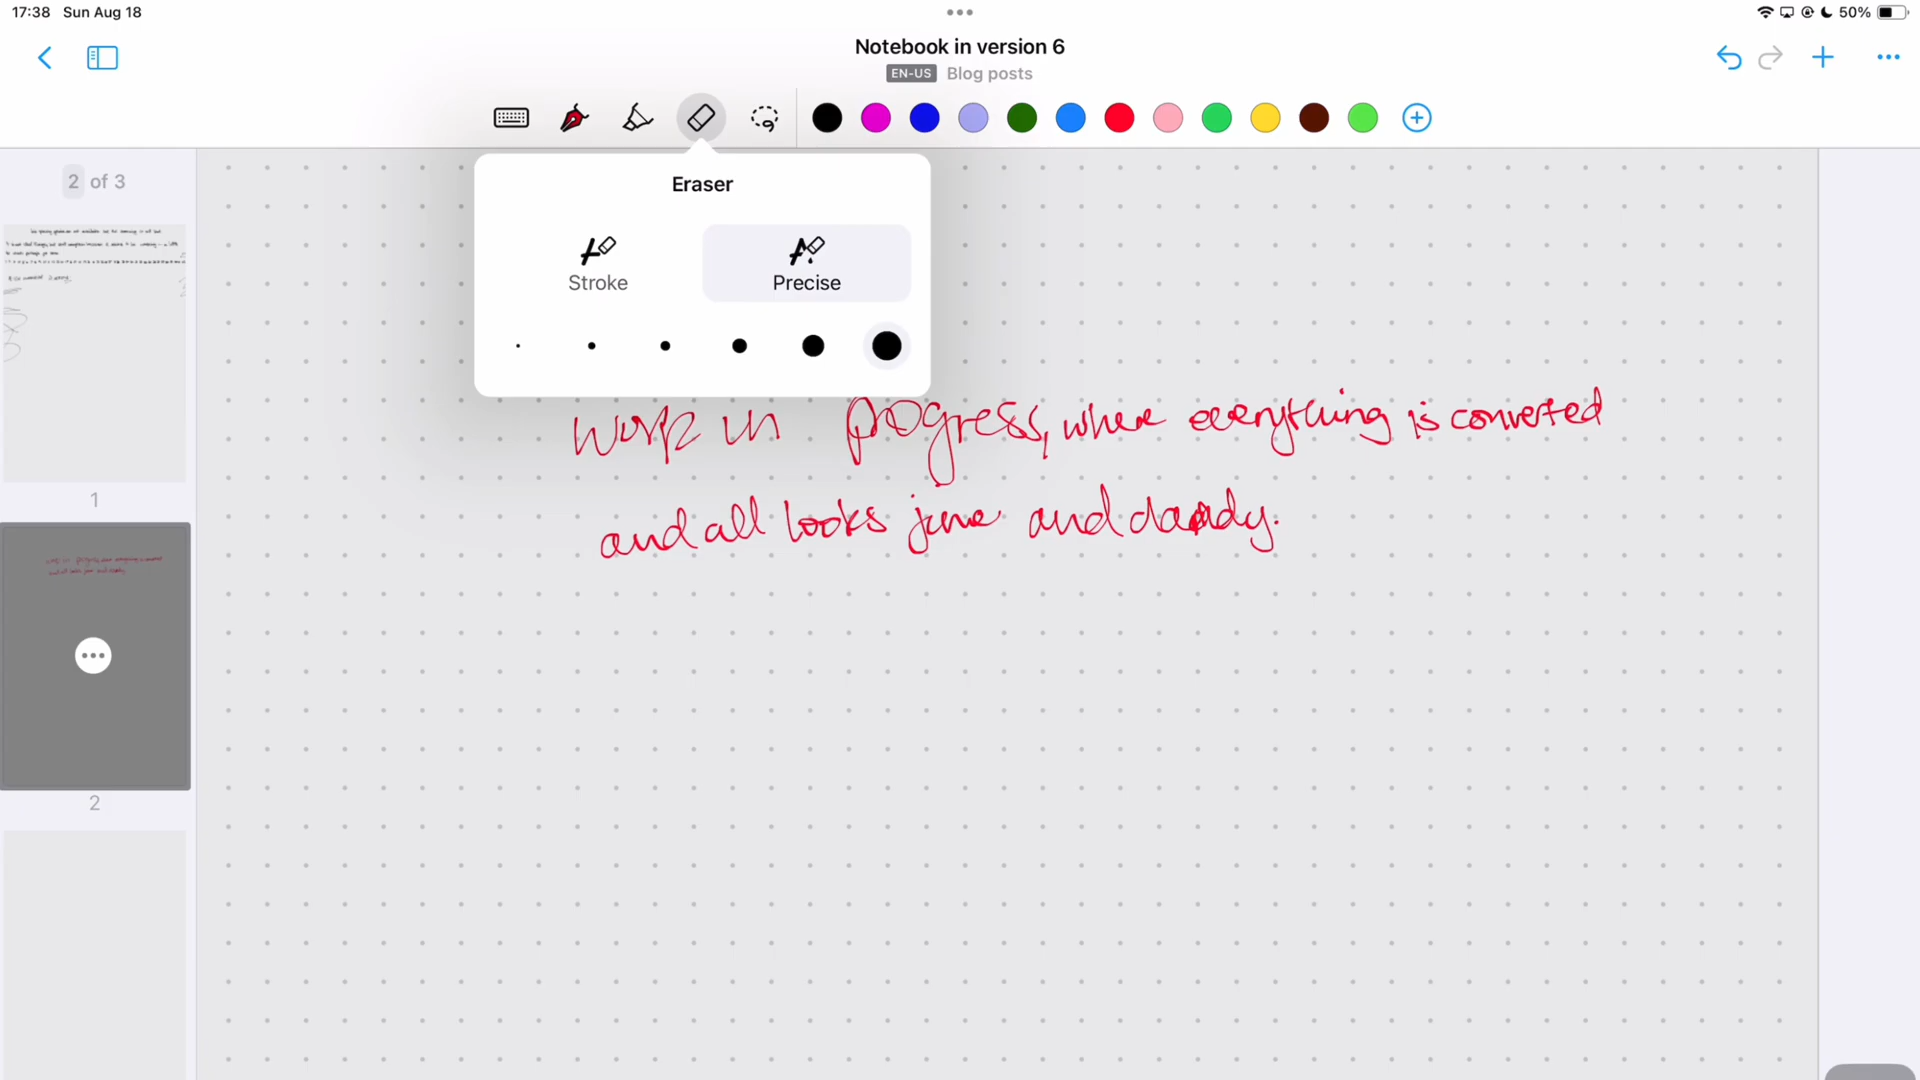 17:38 Sun Aug 18
50%
Notebook in version 6
EN-US Blog posts
2 of 3
Eraser
Stroke
Precise
work in progress, where everything is converted
and all looks june and dandy.
1
2